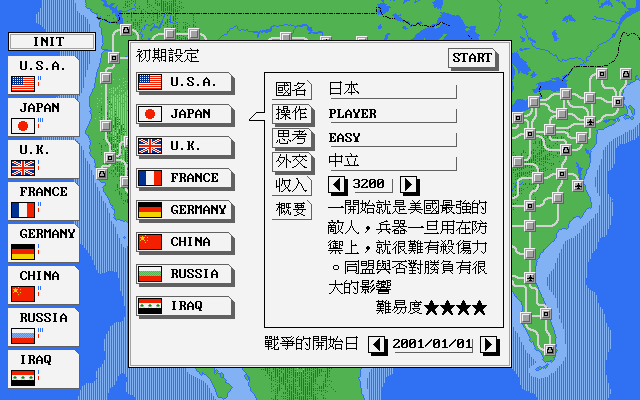 INIT
U.S.A.
JAPAN
U.K.
FRANCE
GERMANY
CHINA
RUSSIA
IRAQ
初期設定
START
U.S.A.
JAPAN
U.K.
FRANCE
GERMANY
CHINA
RUSSIA
IRAQ
國名 日本
操作 PLAYER
思考 EASY
外交 中立
收入 3200
概要
一開始就是美國最強的
敵人，兵器一旦用在防
禦上，就很難有殺傷力
。同盟與否對勝負有很
大的影響
難易度★★★★
戰爭的開始日 2001/01/01